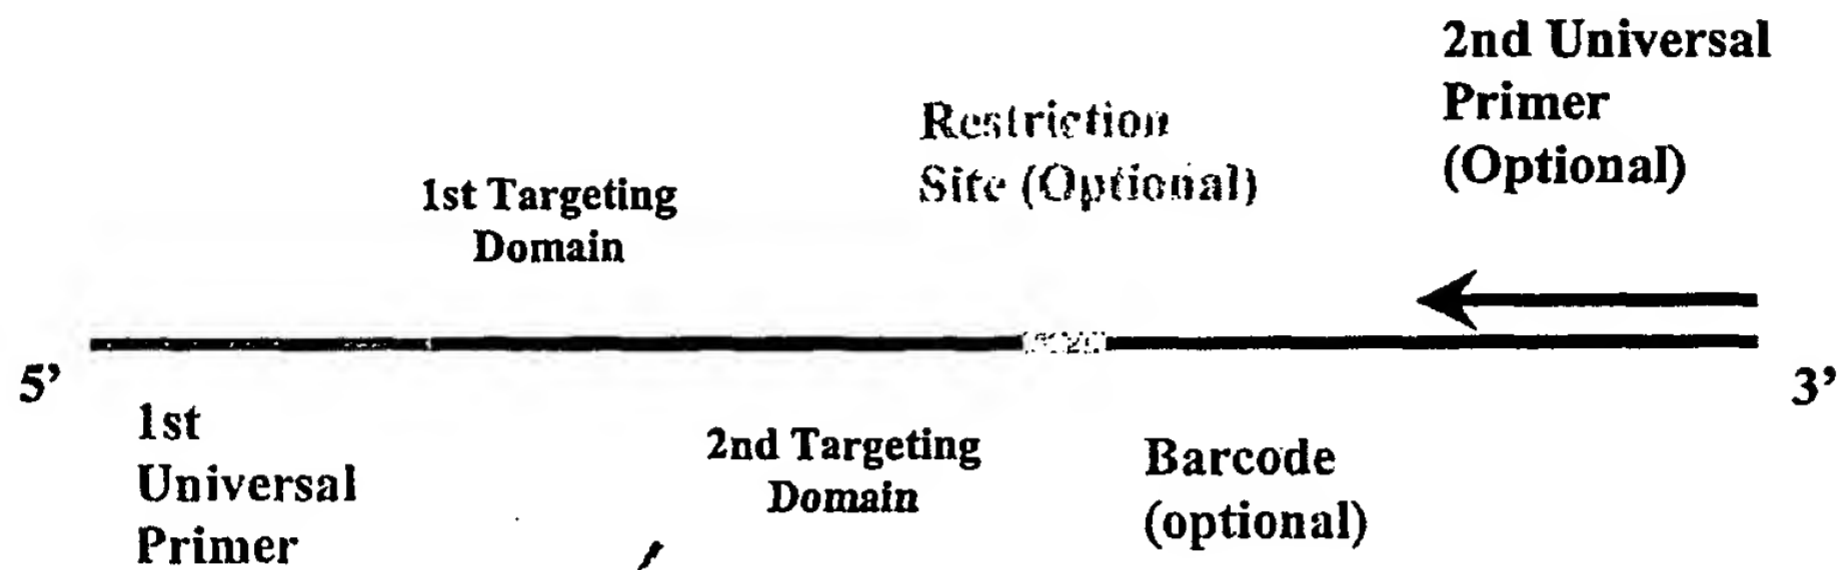 2nd Universal
Primer
(Optional)
Restriction
Site (Optional)
1st Targeting
Domain
5’
3’
1st
Universal
Primer
2nd Targeting
Domain
Barcode
(optional)